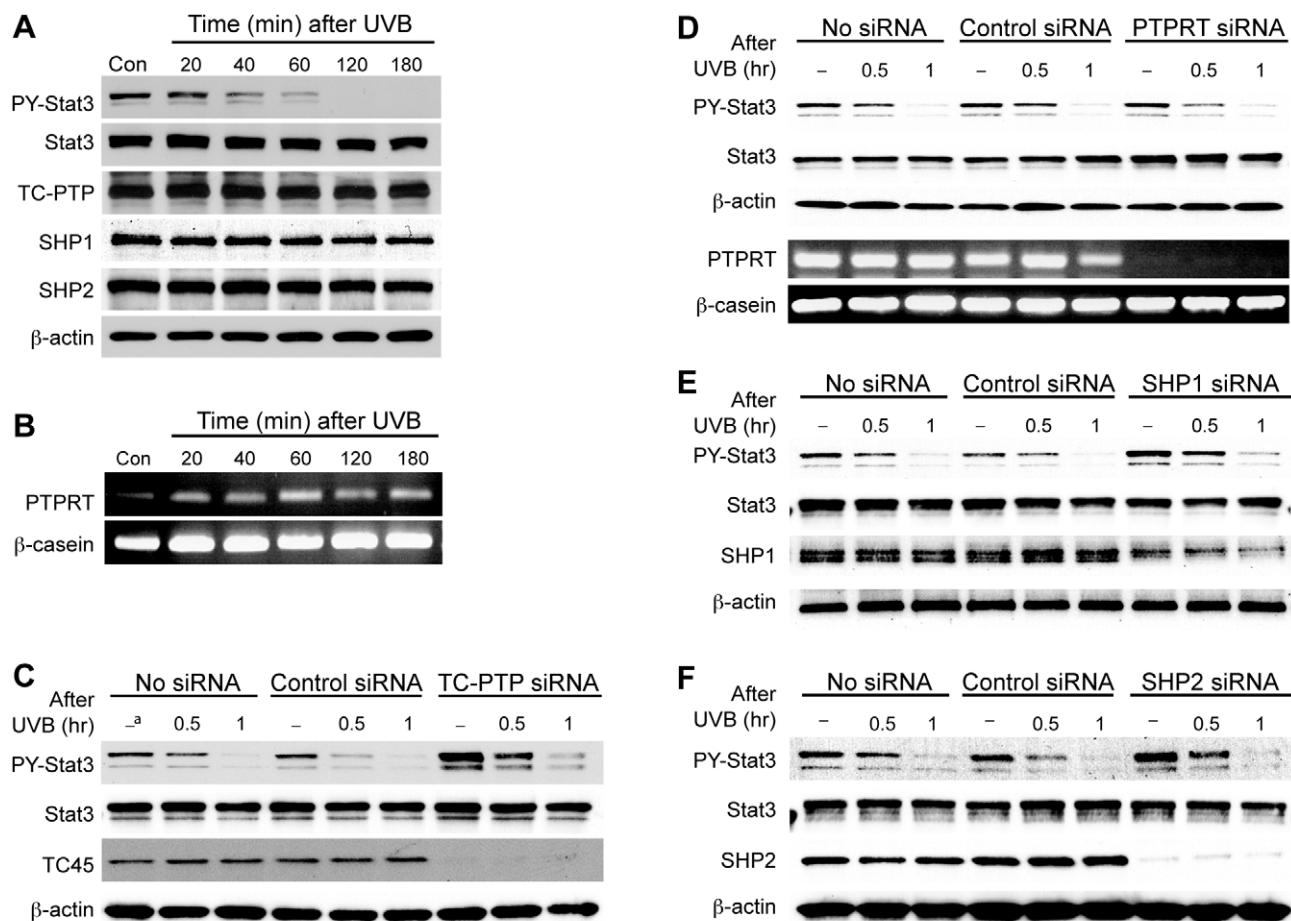 A
Time (min) after UVB
Con 20 40 60 120 180
PY-Stat3
Stat3
TC-PTP
SHP1
SHP2
β-actin
B
Time (min) after UVB
Con 20 40 60 120 180
PTPRT
β-casein
C
No siRNA Control siRNA TC-PTP siRNA
After
UVB (hr) –a 0.5 1 – 0.5 1 – 0.5 1
PY-Stat3
Stat3
TC45
β-actin
D
No siRNA Control siRNA PTPRT siRNA
After
UVB (hr) – 0.5 1 – 0.5 1 – 0.5 1
PY-Stat3
Stat3
β-actin
PTPRT
β-casein
E
No siRNA Control siRNA SHP1 siRNA
After
UVB (hr) – 0.5 1 – 0.5 1 – 0.5 1
PY-Stat3
Stat3
SHP1
β-actin
F
No siRNA Control siRNA SHP2 siRNA
After
UVB (hr) – 0.5 1 – 0.5 1 – 0.5 1
PY-Stat3
Stat3
SHP2
β-actin